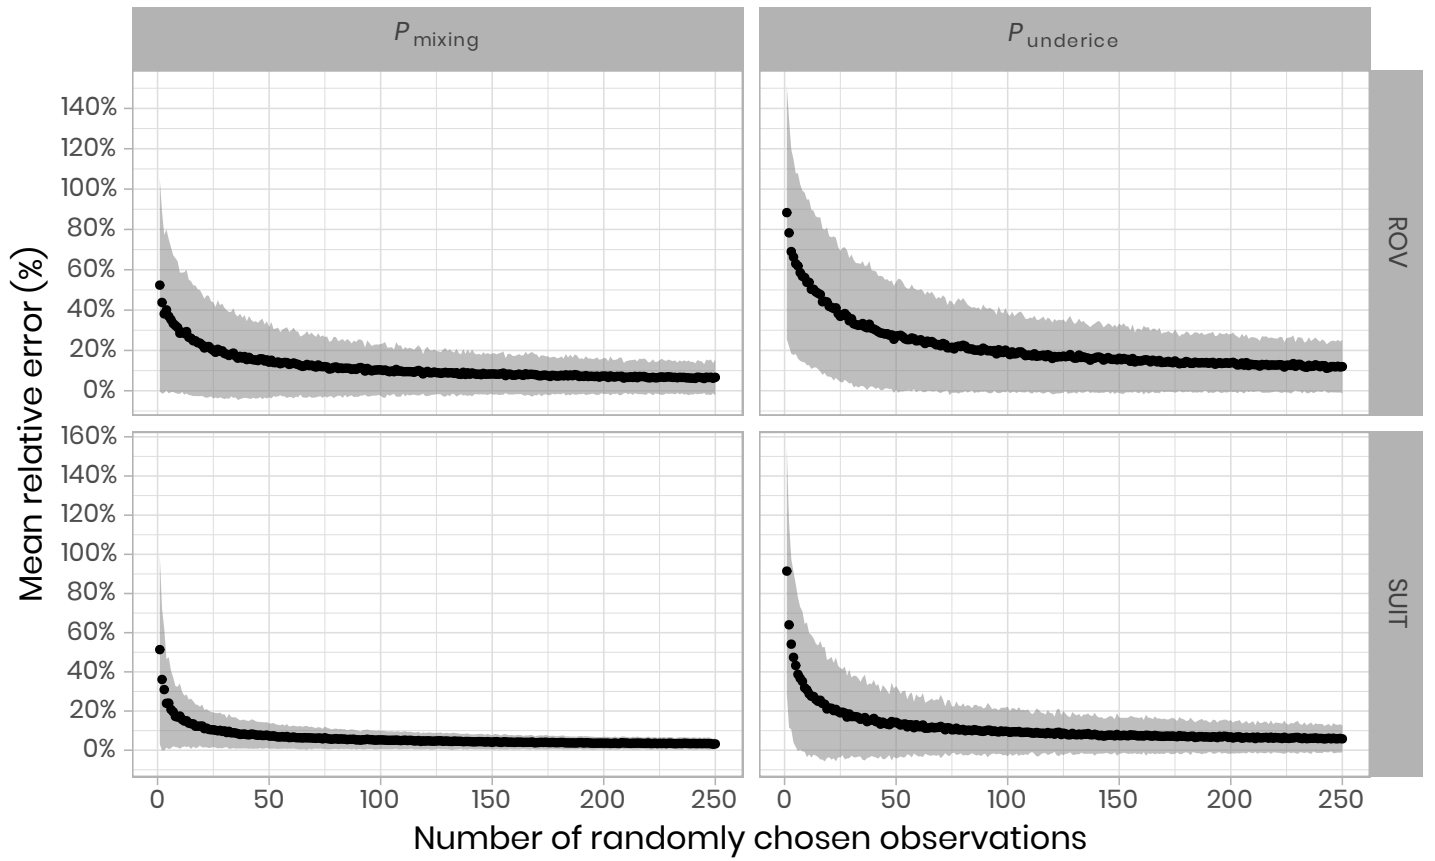 P mixing
P underice
140%
120%
100%
80%
60%
40%
20%
0%
ROV
160%
140%
120%
100%
80%
60%
40%
20%
0%
SUIT
0 50 100 150 200 250
0 50 100 150 200 250
Mean relative error (%)
Number of randomly chosen observations